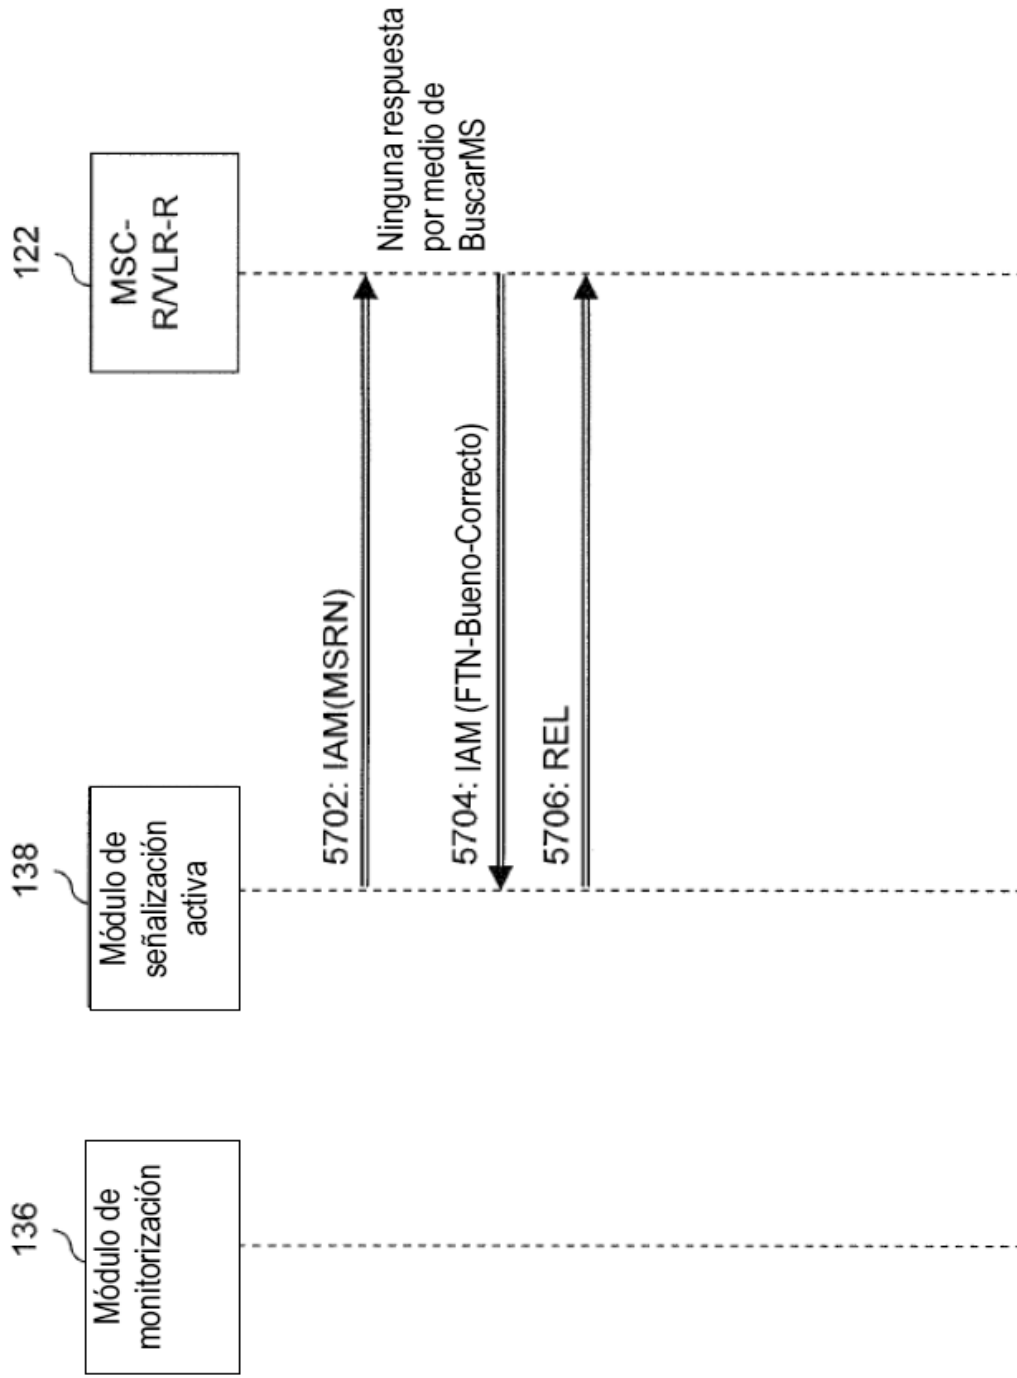 136
Módulo de
monitorización
138
Módulo de
señalización
activa
122
MSC-
R/VLR-R
5702: IAM(MSRN)
Ninguna respuesta
por medio de
BuscarMS
5704: IAM (FTN-Bueno-Correcto)
5706: REL